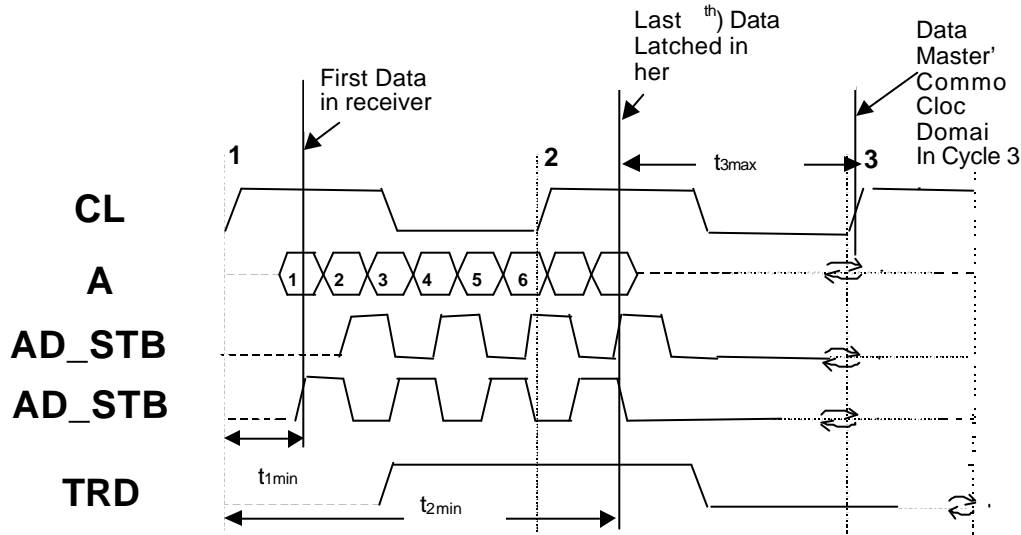 Last th) Data
Latched in
her
Data
Master'
Commo
Cloc
Domai
In Cycle 3
First Data
in receiver
1
2
3
t3max
CL
A
1 2 3 4 5 6
AD_STB
AD_STB
t1min
TRD
t2min